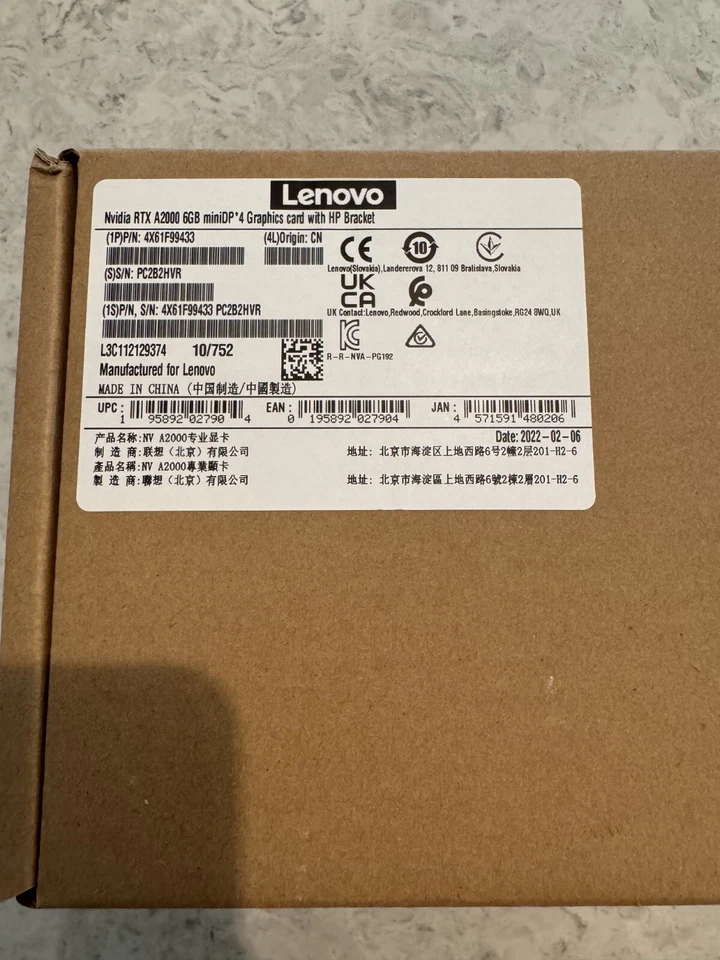 Lenovo
Nvidia RTX A2000 6GB miniDP*4 Graphics card with HP Bracket
(1P)P/N: 4X61F99433 (4L)Origin: CN
(S)S/N: PC2B2HVR
10
Lenovo(Slovakia),Landererova 12, 811 09 Bratislava,Slovakia
UK
CA
(1S)P/N, S/N: 4X61F99433 PC2B2HVR
UK Contact:Lenovo,Redwood,Crockford Lane,Basingstoke,RG24 8WQ,UK
L3C112129374 10/752
R-R-NVA-PG192
Manufactured for Lenovo
MADE IN CHINA (中国制造/中國製造)
UPC: 1 95892 02790 4 EAN: 0 195892 027904 JAN: 4 571591 480206
产品名称:NV A2000专业显卡 Date:2022-02-06
制 造 商:联想(北京)有限公司 地址: 北京市海淀区上地西路6号2幢2层201-H2-6
產品名稱:NV A2000專業顯卡
製 造 商:聯想(北京)有限公司 地址: 北京市海淀區上地西路6號2棟2層201-H2-6